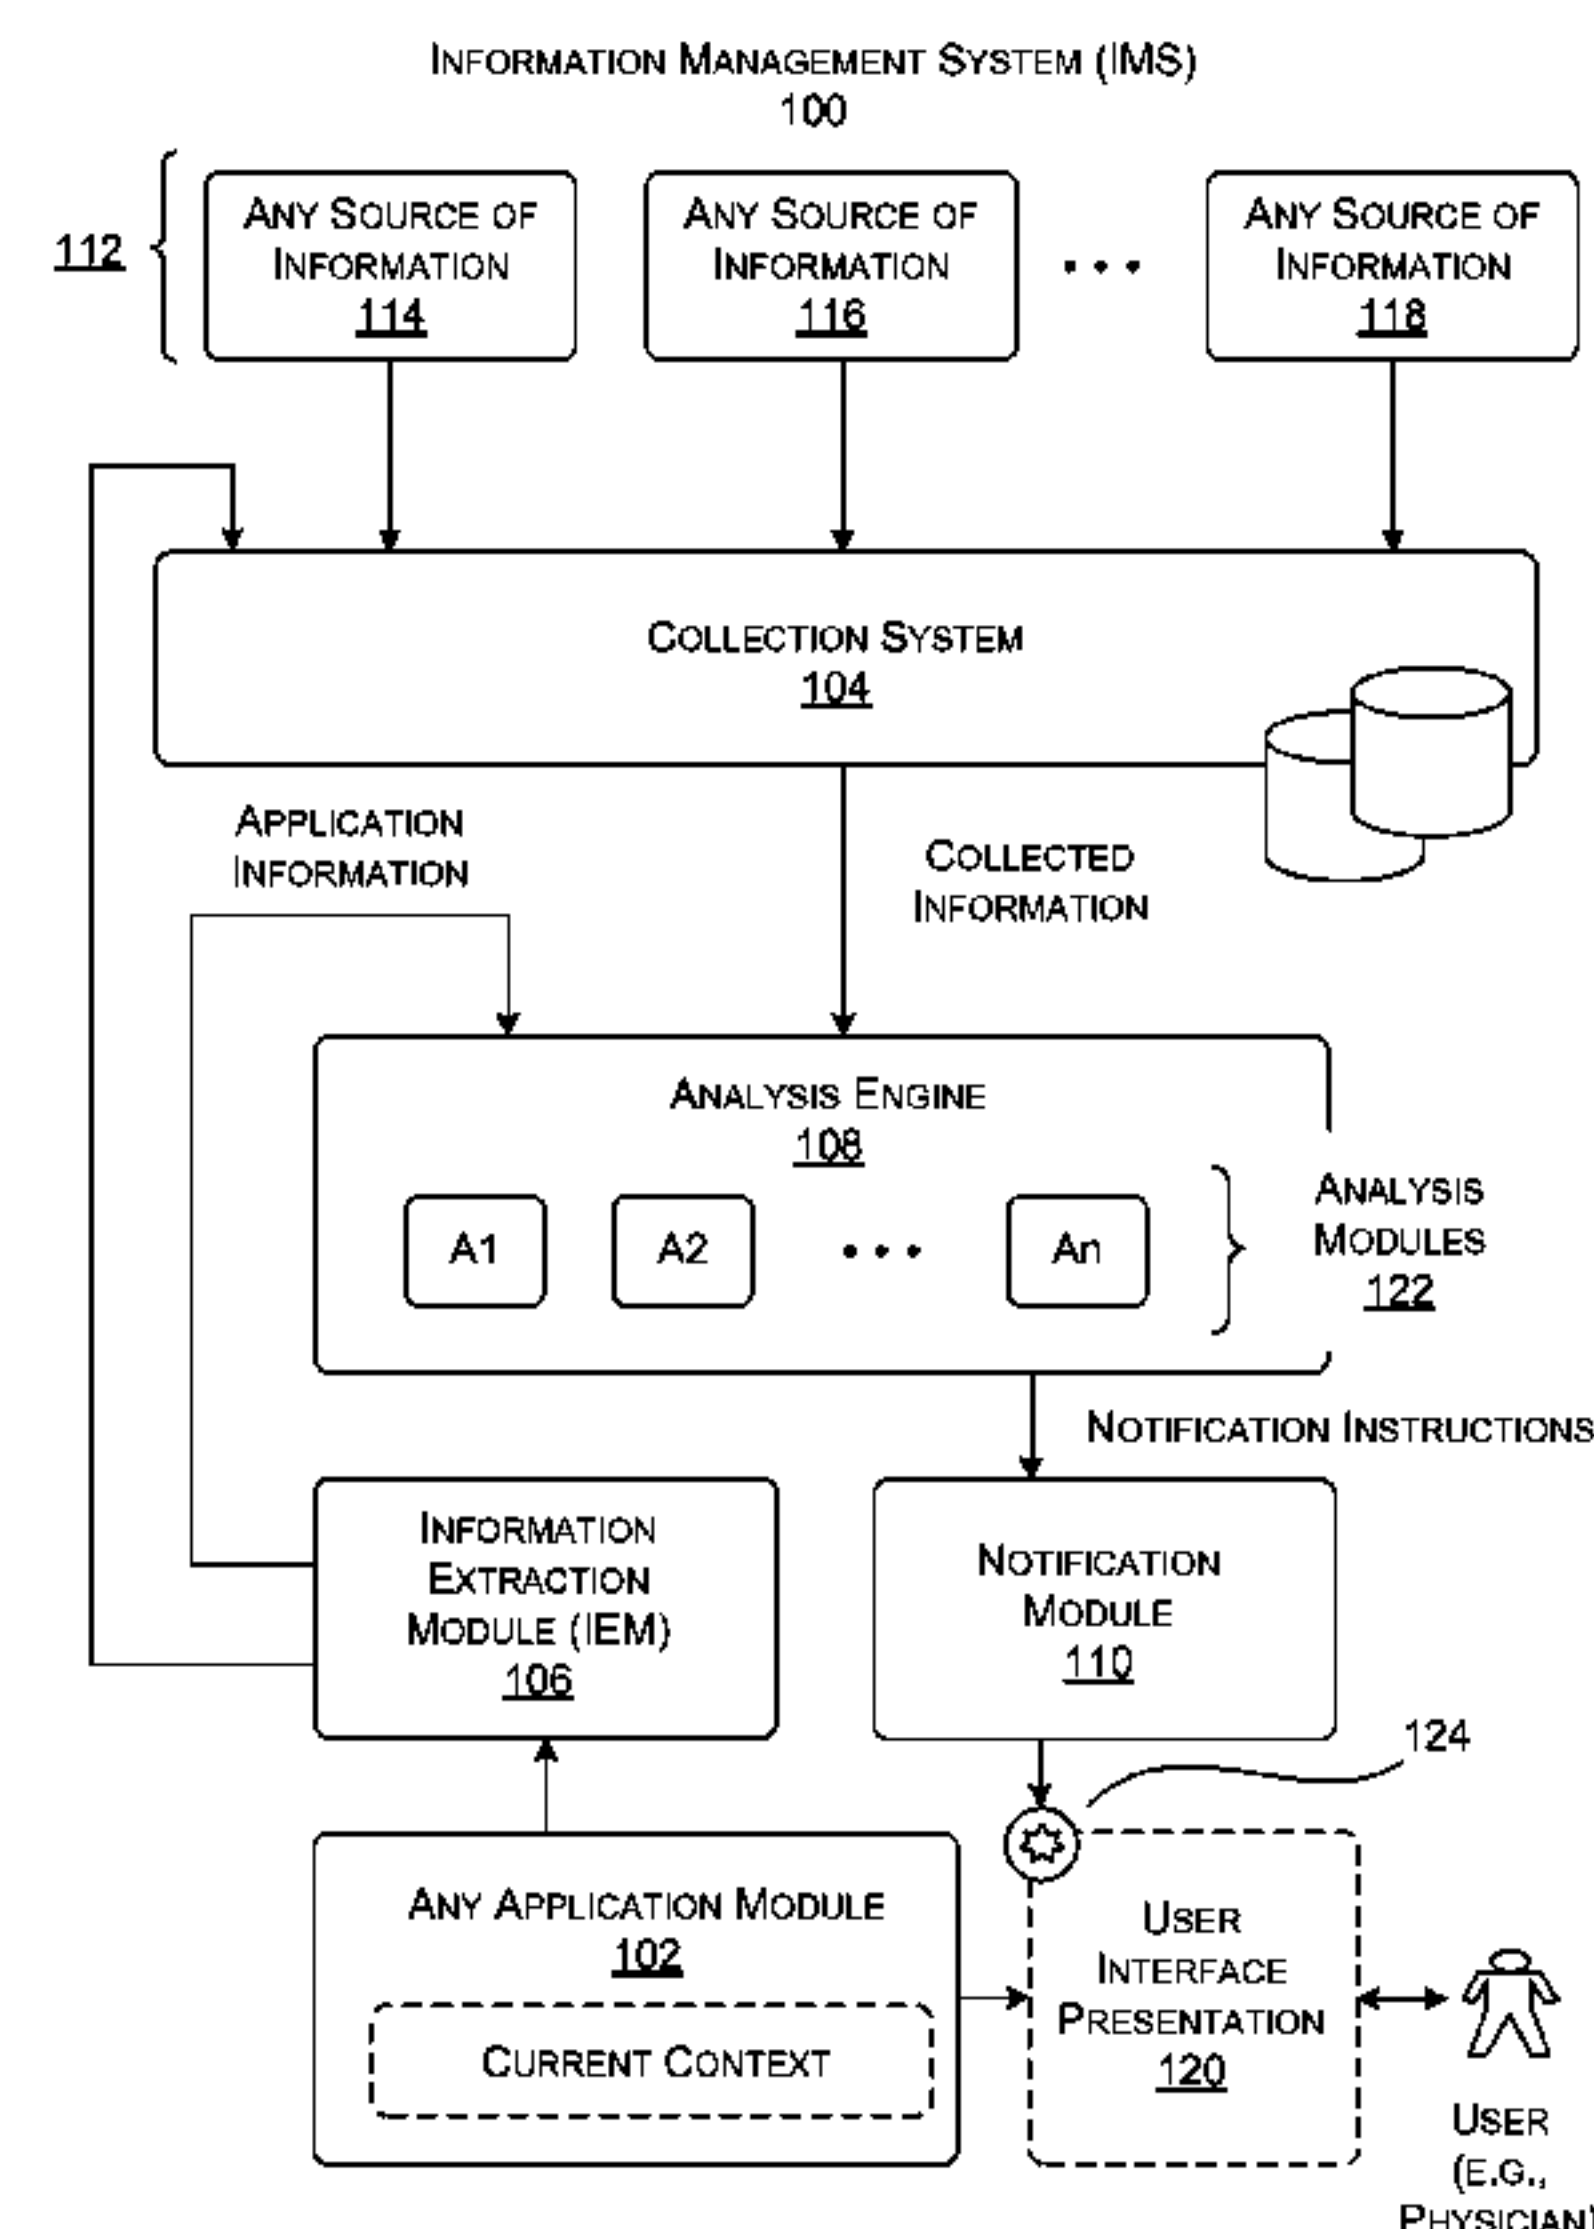 INFORMATION MANAGEMENT SYSTEM (IMS)
100
112
ANY SOURCE OF
INFORMATION
114
ANY SOURCE OF
INFORMATION
116
• • •
ANY SOURCE OF
INFORMATION
118
COLLECTION SYSTEM
104
APPLICATION
INFORMATION
COLLECTED
INFORMATION
ANALYSIS ENGINE
108
A1
A2
• • •
An
ANALYSIS
MODULES
122
NOTIFICATION INSTRUCTIONS
INFORMATION
EXTRACTION
MODULE (IEM)
106
NOTIFICATION
MODULE
110
124
ANY APPLICATION MODULE
102
CURRENT CONTEXT
USER
INTERFACE
PRESENTATION
120
USER
(E.G.,
PHYSICIAN)